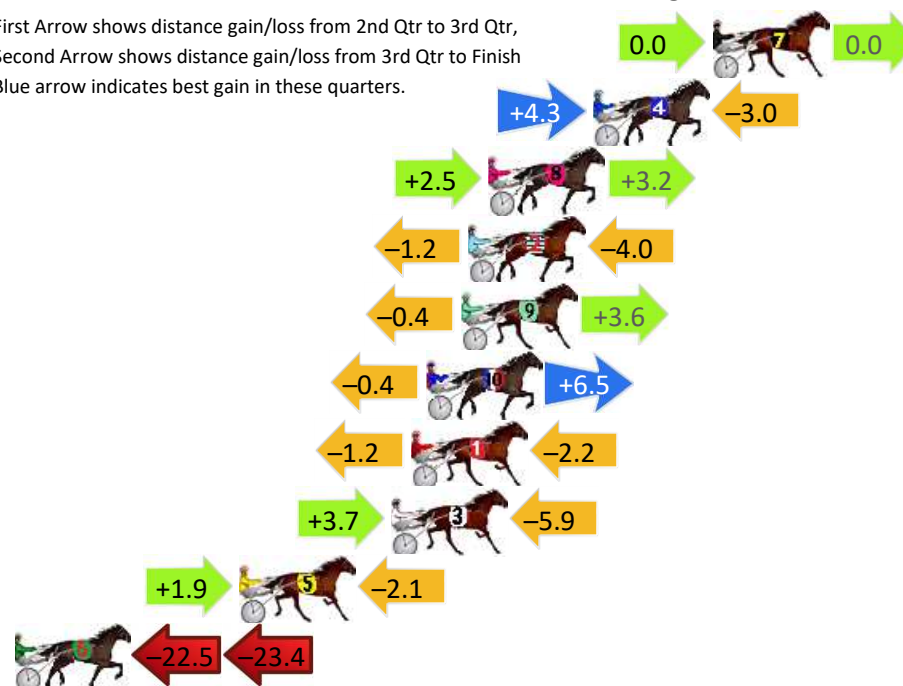 First Arrow shows distance gain/loss from 2nd Qtr to 3rd Qtr,
Second Arrow shows distance gain/loss from 3rd Qtr to Finish
Blue arrow indicates best gain in these quarters.
0.0 7 0.0
+4.3 4 –3.0
+2.5 8 +3.2
–1.2 2 –4.0
–0.4 9 +3.6
–0.4 10 +6.5
–1.2 1 –2.2
+3.7 3 –5.9
+1.9 5 –2.1
–22.5 –23.4